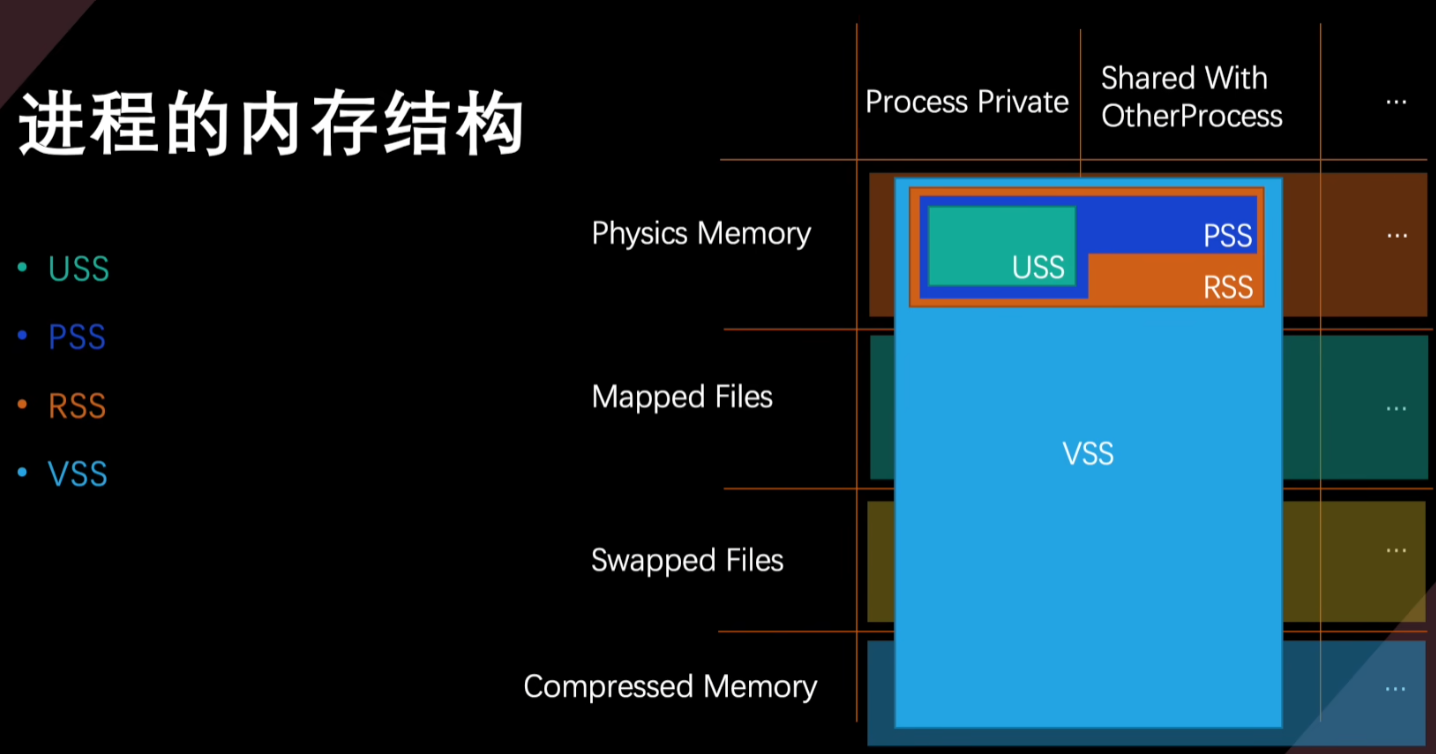 进程的内存结构
• USS
• PSS
• RSS
• VSS
Process Private
Shared With
OtherProcess
...
Physics Memory
USS
PSS
RSS
...
Mapped Files
VSS
...
Swapped Files
...
Compressed Memory
...